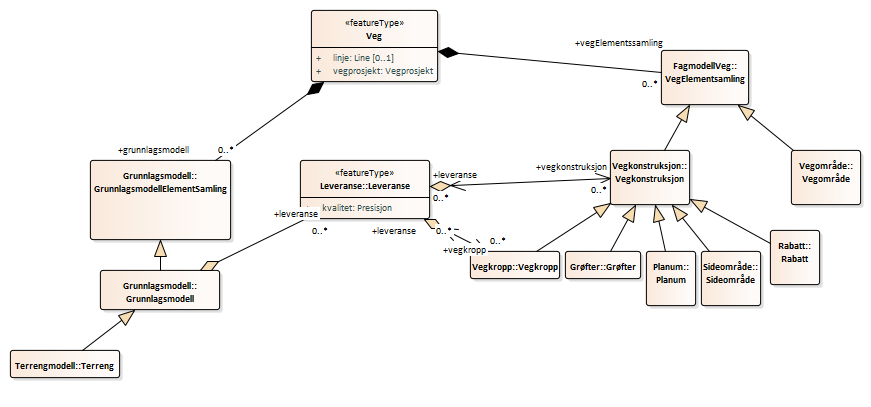 «featureType»
Veg
+ linje: Line [0..1]
+ vegprosjekt: Vegprosjekt
+vegElementssamling
0..*
FagmodellVeg::
VegElementsamling
+grunnlagsmodell
0..*
Grunnlagsmodell::
GrunnlagsmodellElementSamling
«featureType»
Leveranse::Leveranse
kvalitet: Presisjon
+leveranse
0..*
+vegkonstruksjon
0..*
Vegkonstruksjon::
Vegkonstruksjon
Vegområde::
Vegområde
+leveranse
0..*
+leveranse
0..*
+vegkropp
0..*
Vegkropp::Vegkropp
Grøfter::Grøfter
Planum::
Planum
Sideområde::
Sideområde
Rabatt::
Rabatt
Grunnlagsmodell::
Grunnlagsmodell
Terrengmodell::Terreng